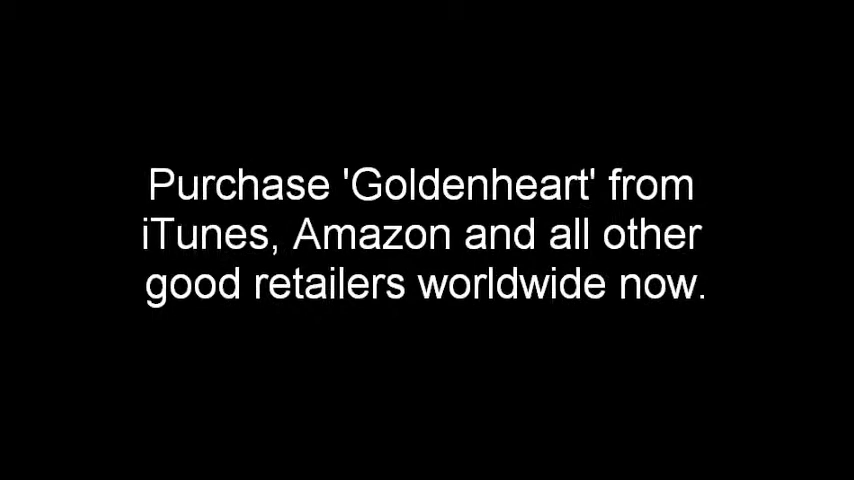 Purchase 'Goldenheart' from
iTunes, Amazon and all other
good retailers worldwide now.